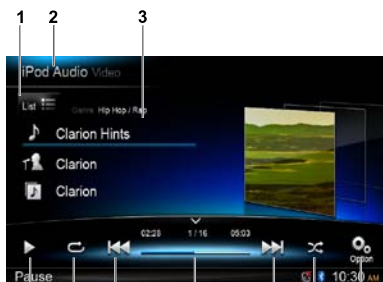 1 2 3
iPod Audio Video
List Genre Hip Hop / Rap
Clarion Hints
Clarion
Clarion
02:28 1 / 16 05:03
Option
Pause 10:30 AM